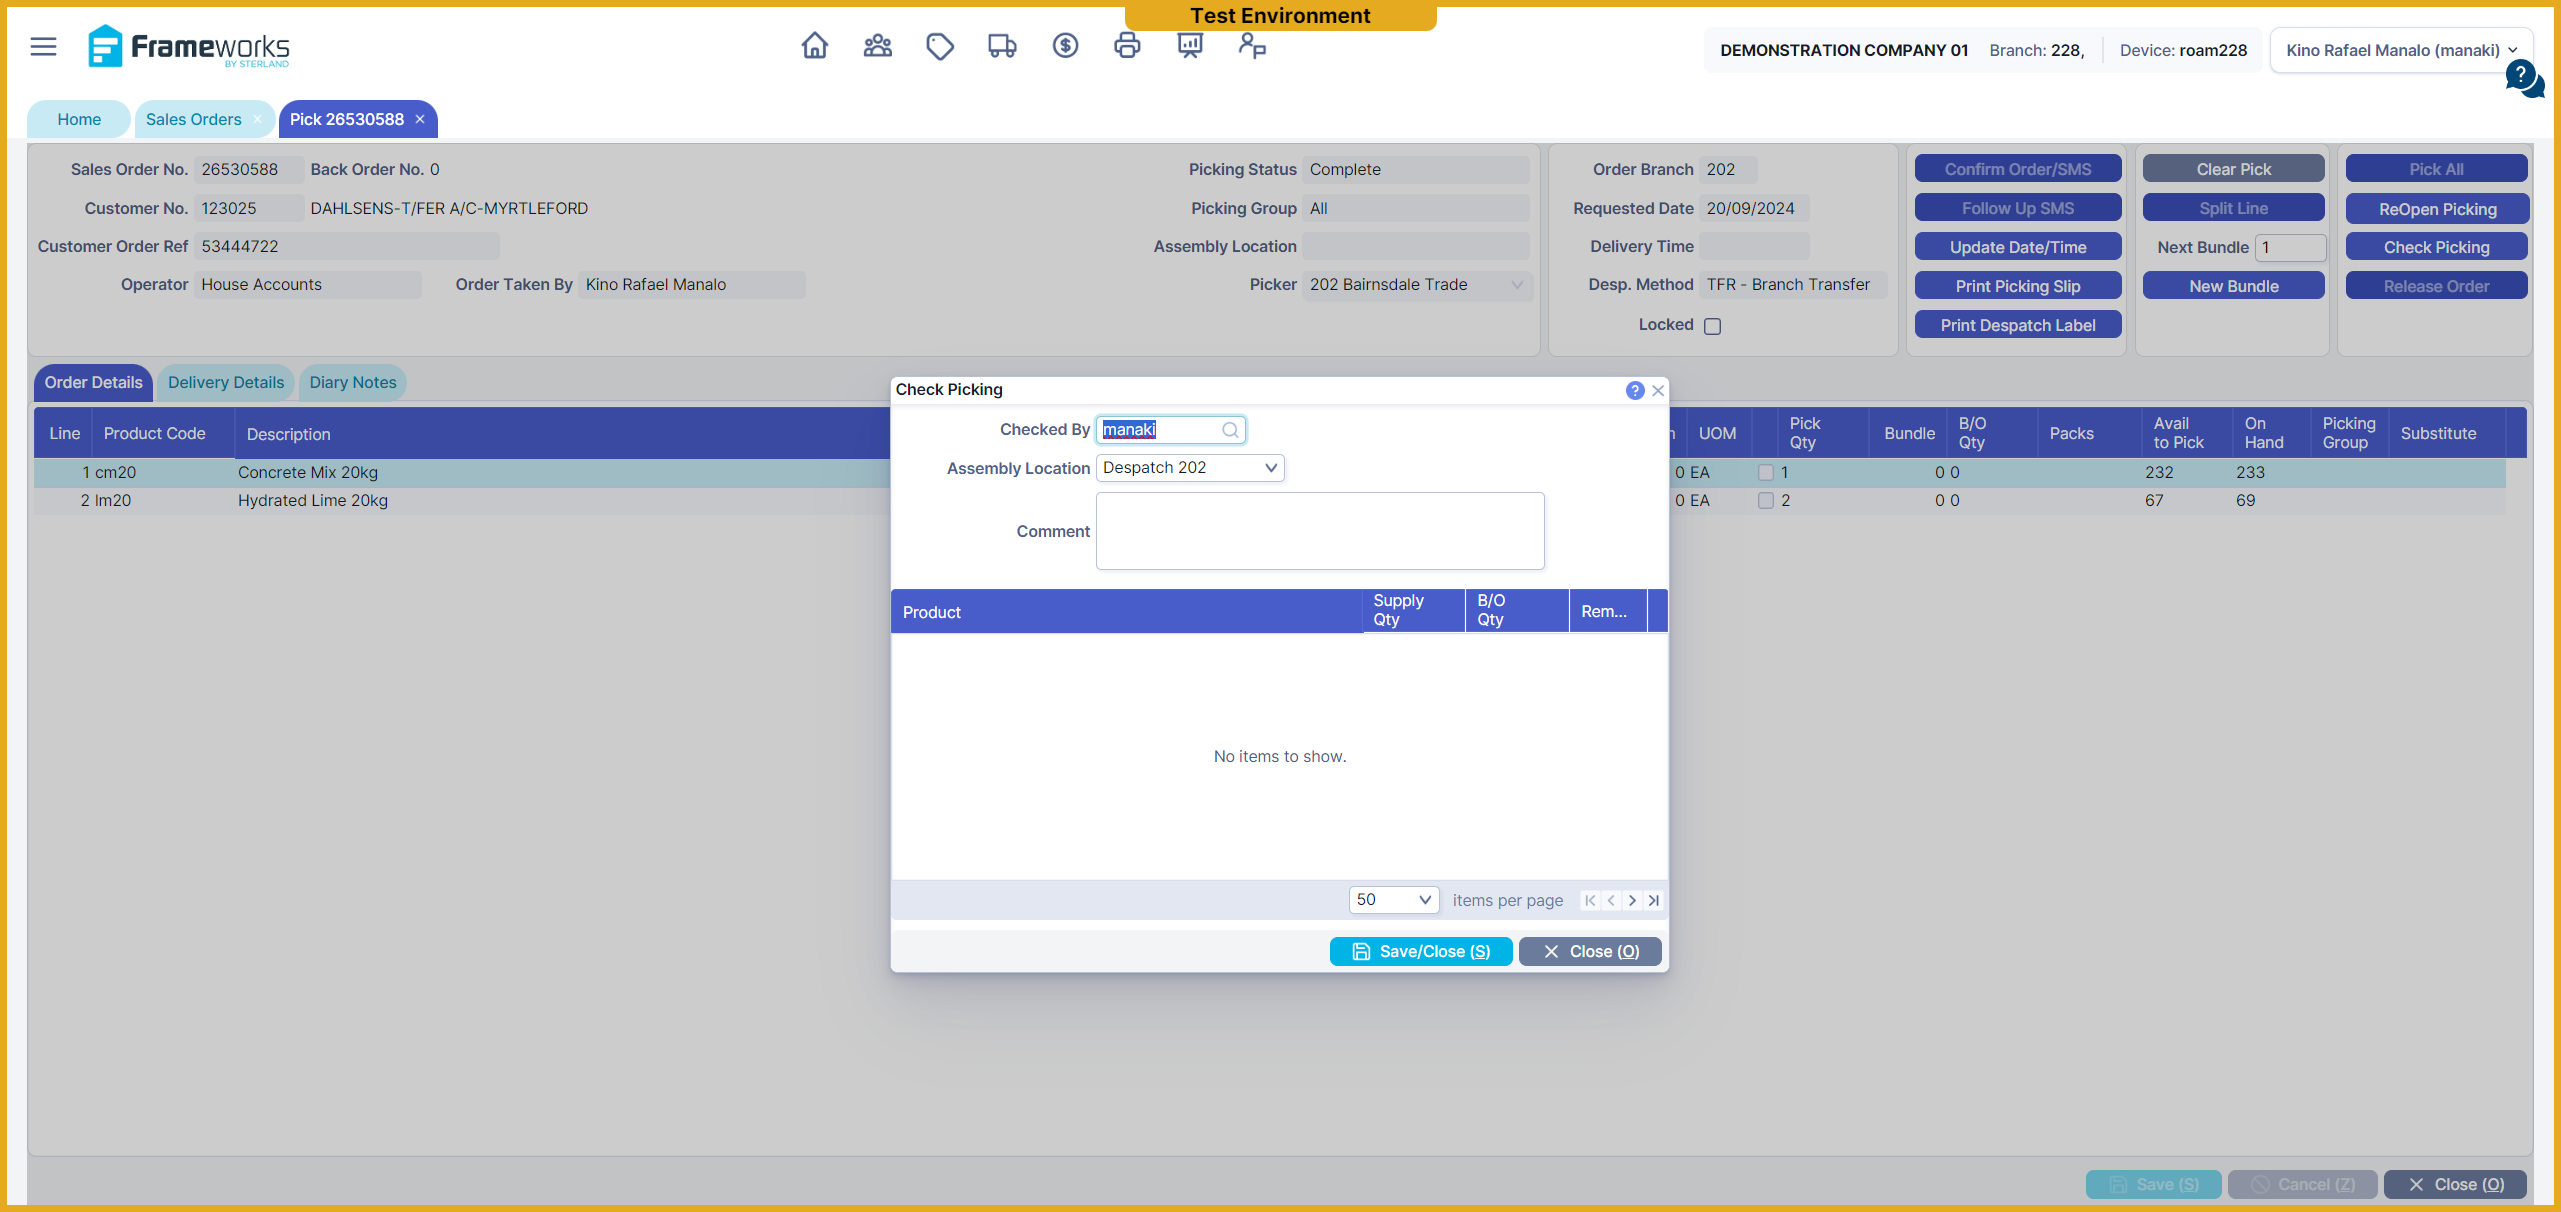 Test Environment
Frameworks
BY STERLAND
DEMONSTRATION COMPANY 01 Branch: 228, Device: roam228 Kino Rafael Manalo (manaki)
?
Home Sales Orders × Pick 26530588 ×
Sales Order No. 26530588 Back Order No. 0 Picking Status Complete Order Branch 202 Confirm Order/SMS Clear Pick Pick All
Customer No. 123025 DAHLSENS-T/FER A/C-MYRTLEFORD Picking Group All Requested Date 20/09/2024 Follow Up SMS Split Line ReOpen Picking
Customer Order Ref 53444722 Assembly Location Delivery Time Update Date/Time Next Bundle 1 Check Picking
Operator House Accounts Order Taken By Kino Rafael Manalo Picker 202 Bairnsdale Trade Desp. Method TFR - Branch Transfer Print Picking Slip New Bundle Release Order
Locked Print Despatch Label
Order Details Delivery Details Diary Notes
Line Product Code Description UOM Pick Qty Bundle B/O Qty Packs Avail to Pick On Hand Picking Group Substitute
1 cm20 Concrete Mix 20kg 0 EA 1 0 0 232 233
2 lm20 Hydrated Lime 20kg 0 EA 2 0 0 67 69
Check Picking ?
Checked By manaki
Assembly Location Despatch 202
Comment
Product Supply Qty B/O Qty Rem...
No items to show.
50 items per page
Save/Close (S) Close (O)
Save (S) Cancel (Z) Close (O)